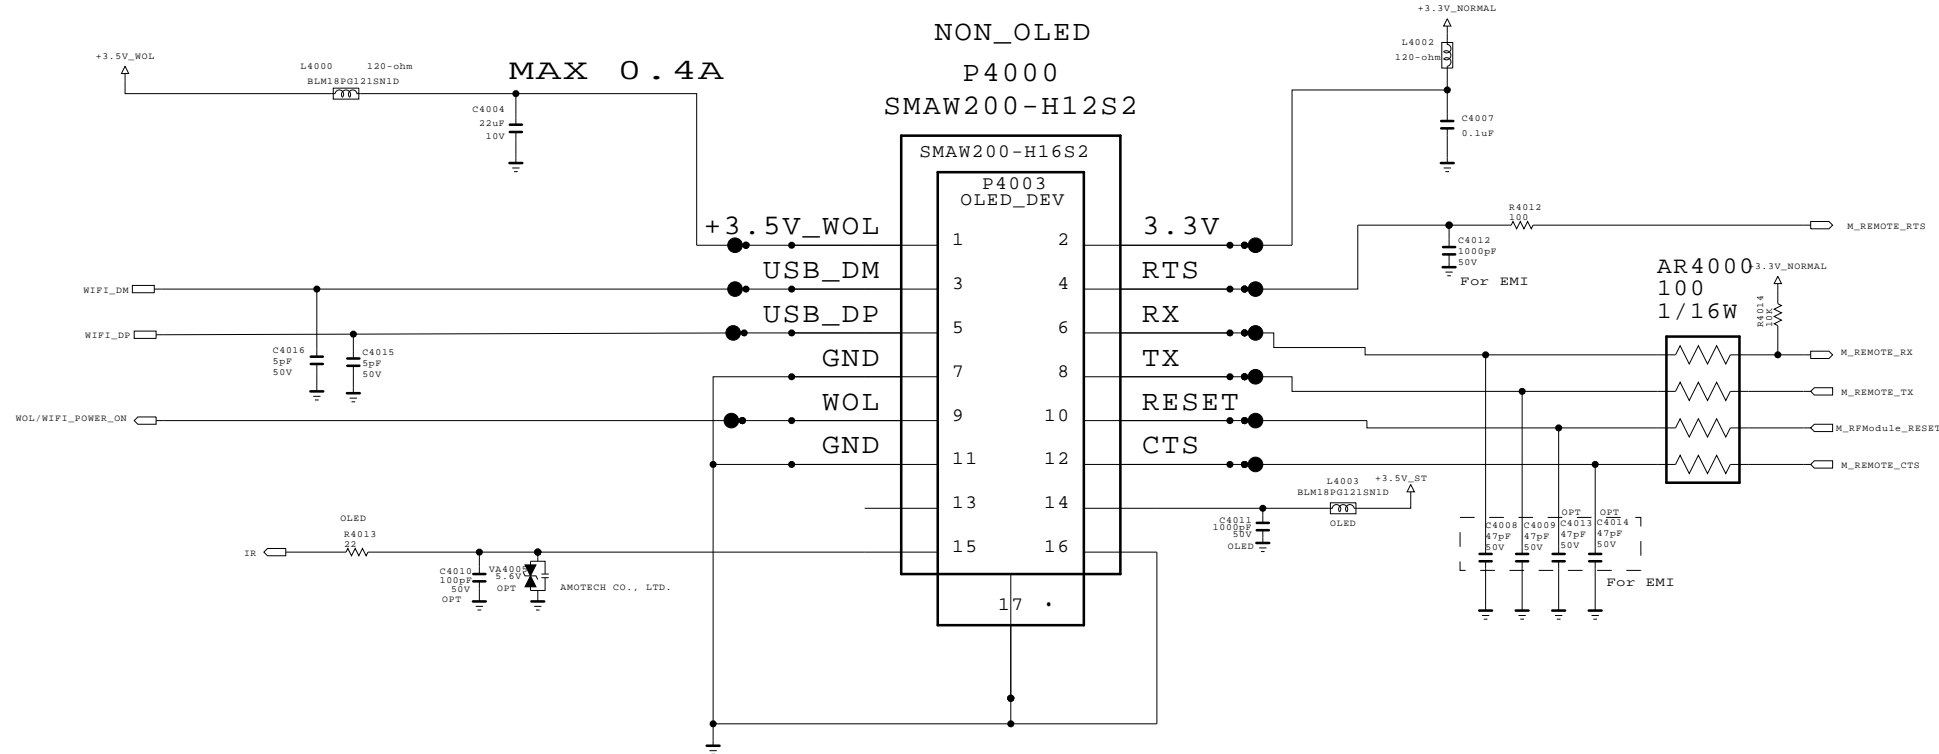 +3.3V_NORMAL
NON_OLED
P4000
SMAW200-H12S2
+3.5V_WOL
L4000 120-ohm
BLM18PG121SN1D
MAX 0.4A
C4004
22uF
10V
L4002
120-ohm
C4007
0.1uF
SMAW200-H16S2
P4003
OLED_DEV
+3.5V_WOL
1
2
3.3V
USB_DM
3
4
RTS
USB_DP
5
6
RX
GND
7
8
TX
WOL
9
10
RESET
GND
11
12
CTS
13
14
15
16
17
WIFI_DM
WIFI_DP
C4016
5pF
50V
C4015
5pF
50V
WOL/WIFI_POWER_ON
R4012
100
M_REMOTE_RTS
C4012
1000pF
50V
For EMI
AR4000
100
1/16W
+3.3V_NORMAL
R4014
10K
M_REMOTE_RX
M_REMOTE_TX
M_RFModule_RESET
M_REMOTE_CTS
L4003
BLM18PG121SN1D
OLED
+3.5V_ST
C4011
1000pF
50V
OLED
OLED
R4013
22
IR
C4010
100pF
50V
OPT
VA4005
5.6V
OPT
AMOTECH CO., LTD.
C4008
47pF
50V
C4009
47pF
50V
OPT
C4013
47pF
50V
OPT
C4014
47pF
50V
For EMI